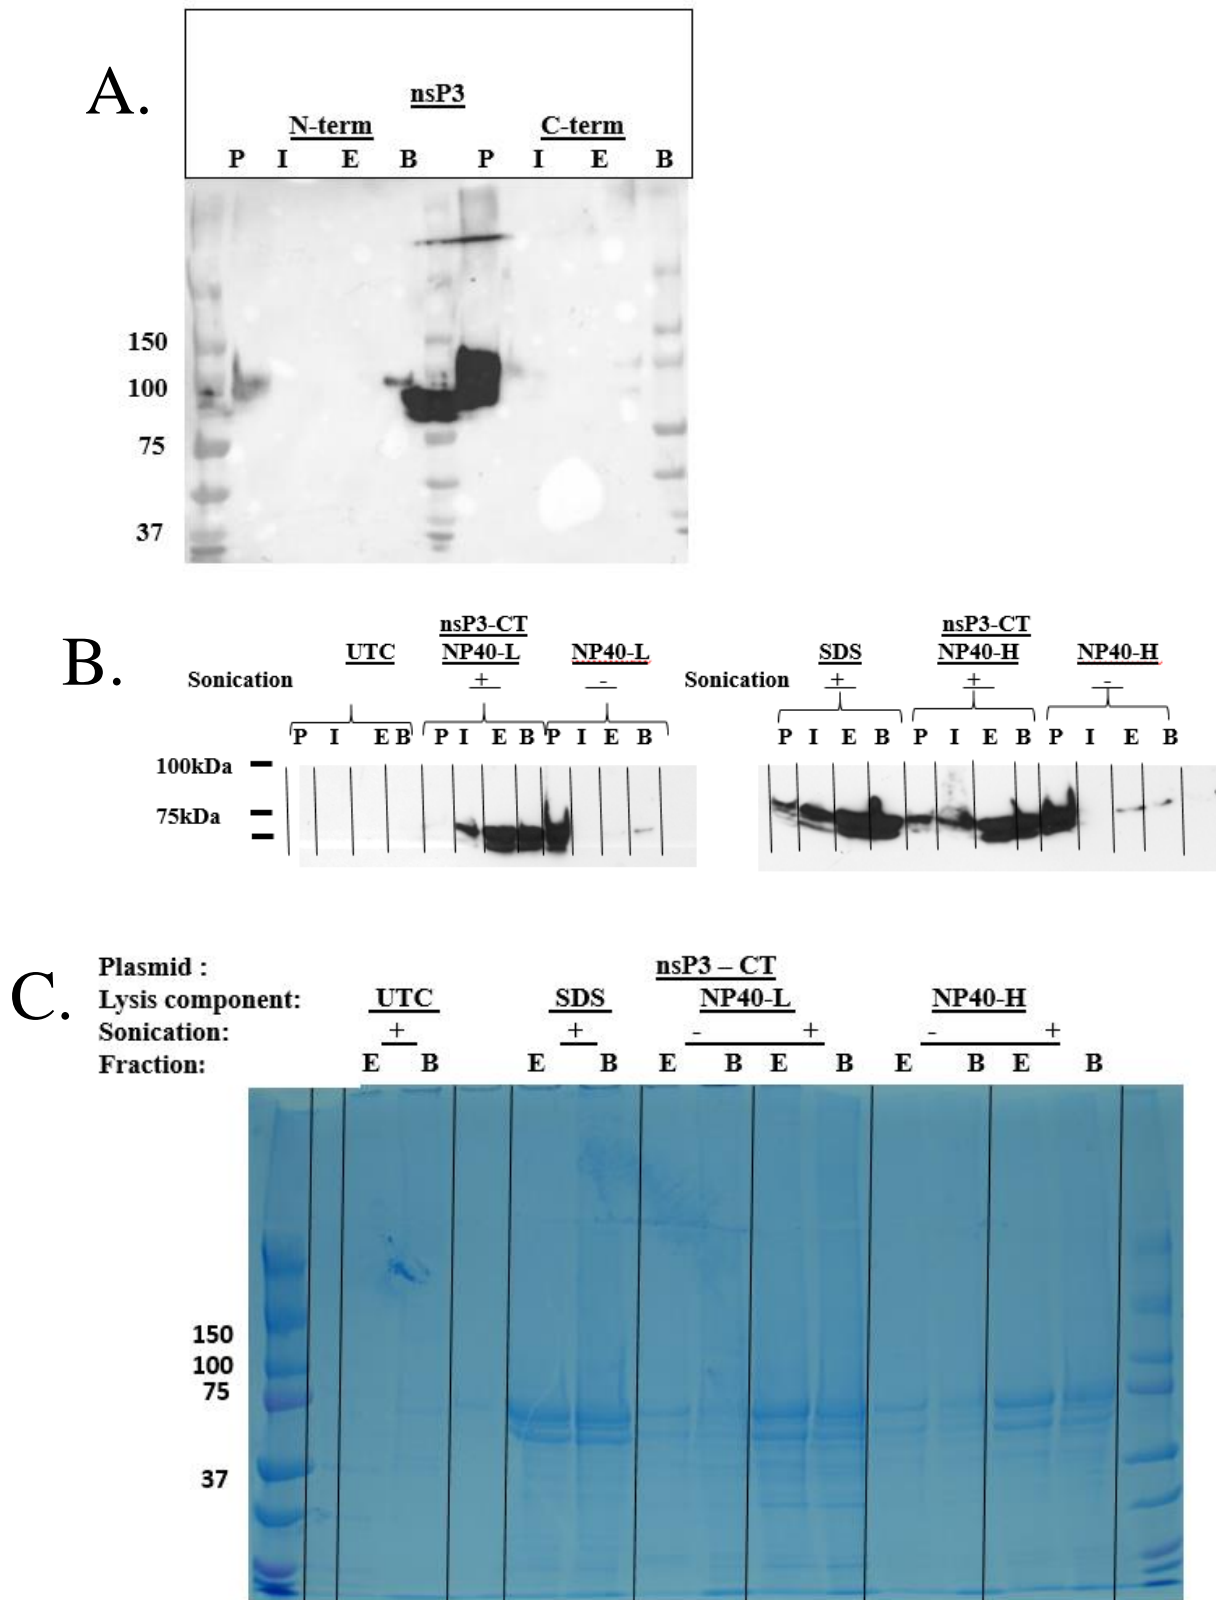 A.
nsP3
N-term C-term
P I E B P I E B
150
100
75
37
B.
nsP3-CT nsP3-CT
UTC NP40-L NP40-L SDS NP40-H NP40-H
Sonication + - Sonication + + -
P I E B P I E B P I E B P I E B P I E B P I E B
100kDa
75kDa
C.
Plasmid : nsP3 – CT
Lysis component: UTC SDS NP40-L NP40-H
Sonication: + + - + - +
Fraction: E B E B E B E B E B E B
150
100
75
37